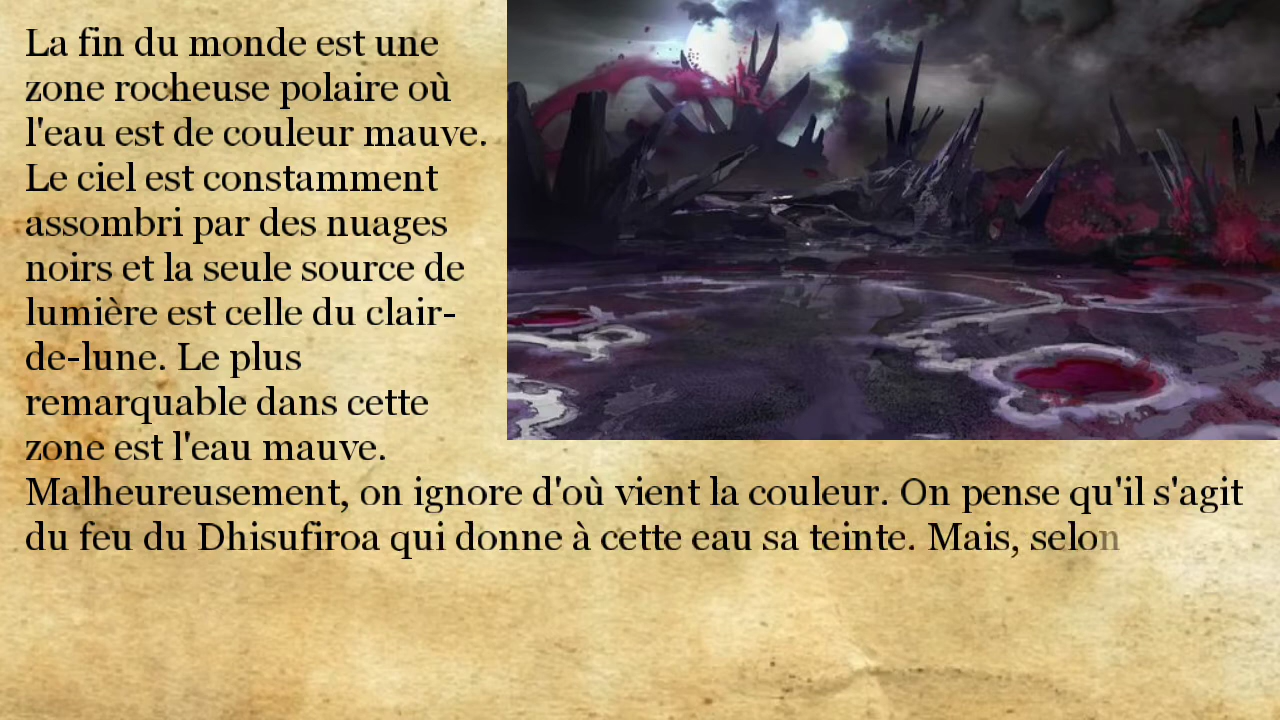 La fin du monde est une
zone rocheuse polaire où
l'eau est de couleur mauve.
Le ciel est constamment
assombri par des nuages
noirs et la seule source de
lumière est celle du clair-
de-lune. Le plus
remarquable dans cette
zone est l'eau mauve.
Malheureusement, on ignore d'où vient la couleur. On pense qu'il s'agit
du feu du Dhisufiroa qui donne à cette eau sa teinte. Mais, selon